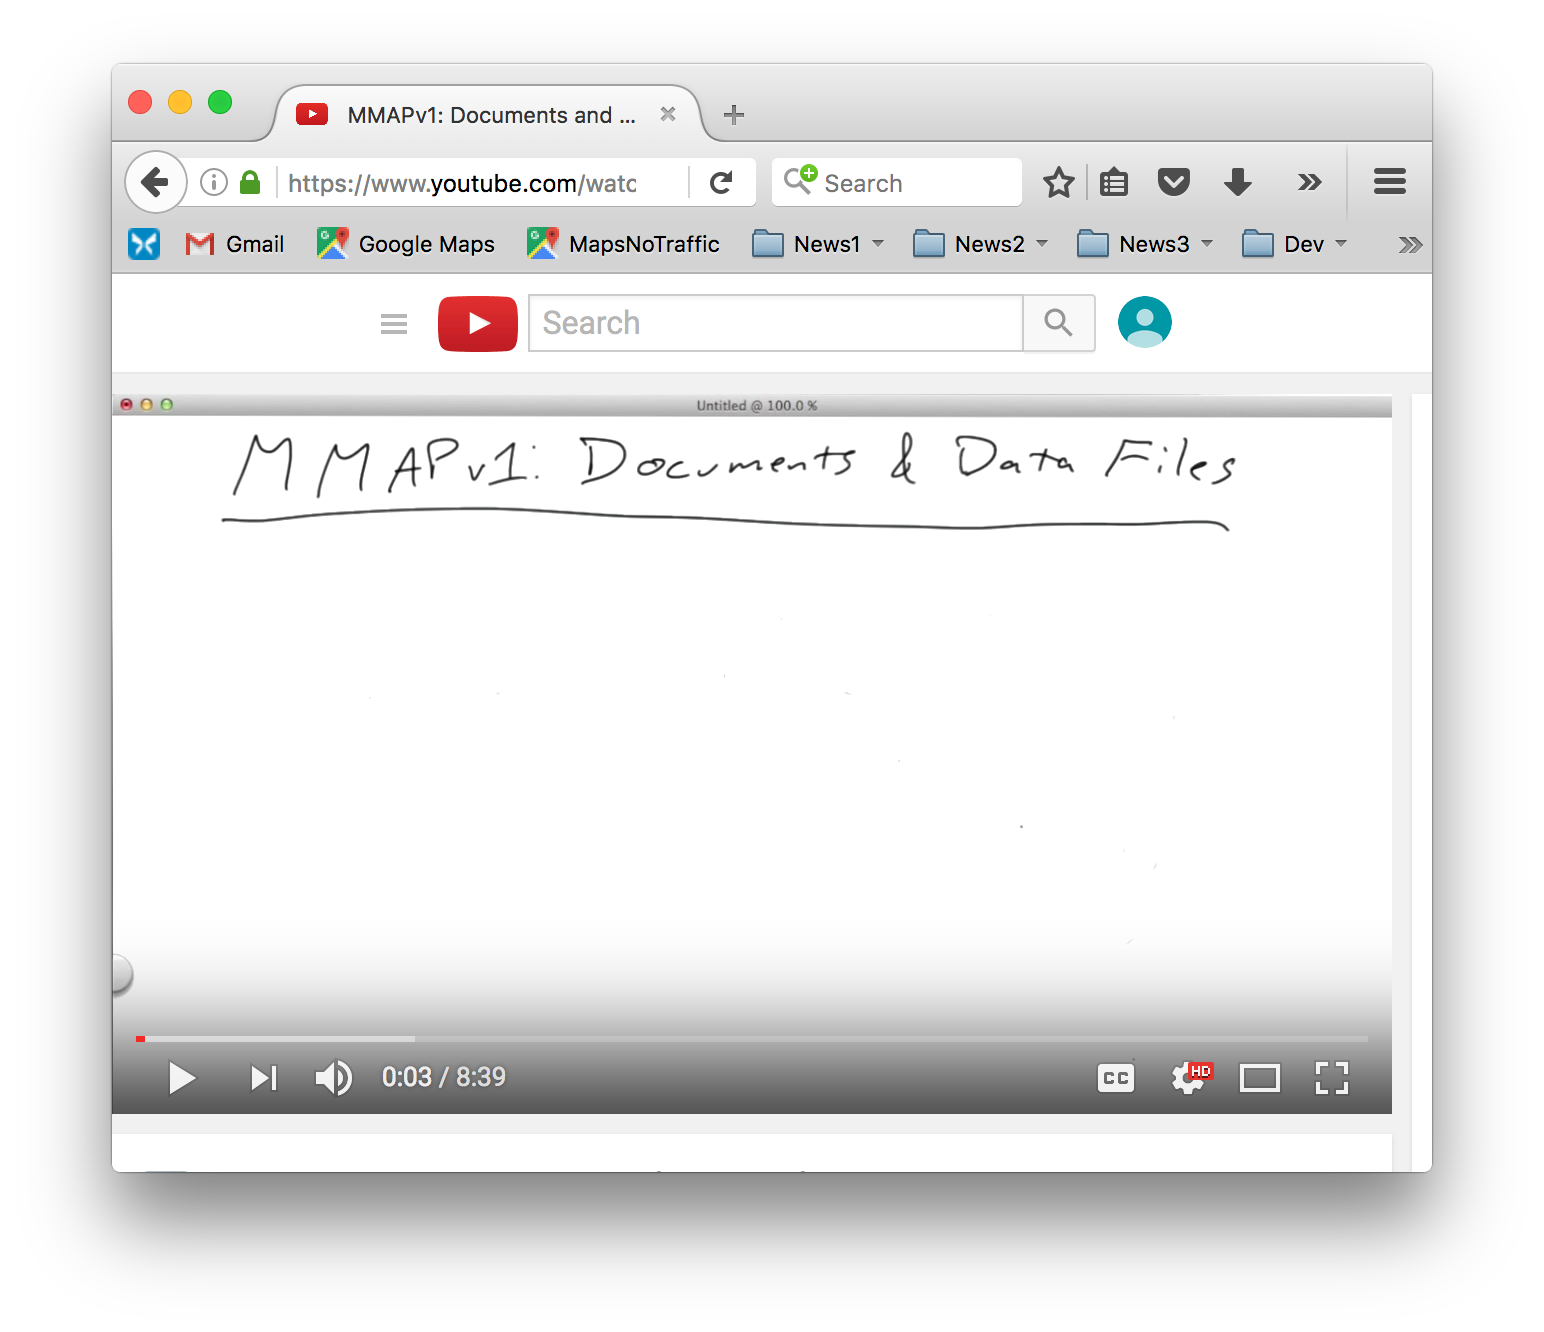 MMAPv1: Documents and ...
https://www.youtube.com/watc
Search
Gmail
Google Maps
MapsNoTraffic
News1
News2
News3
Dev
Search
Untitled @ 100.0 %
MMAPv1: Documents & Data Files
0:03 / 8:39
CC
HD